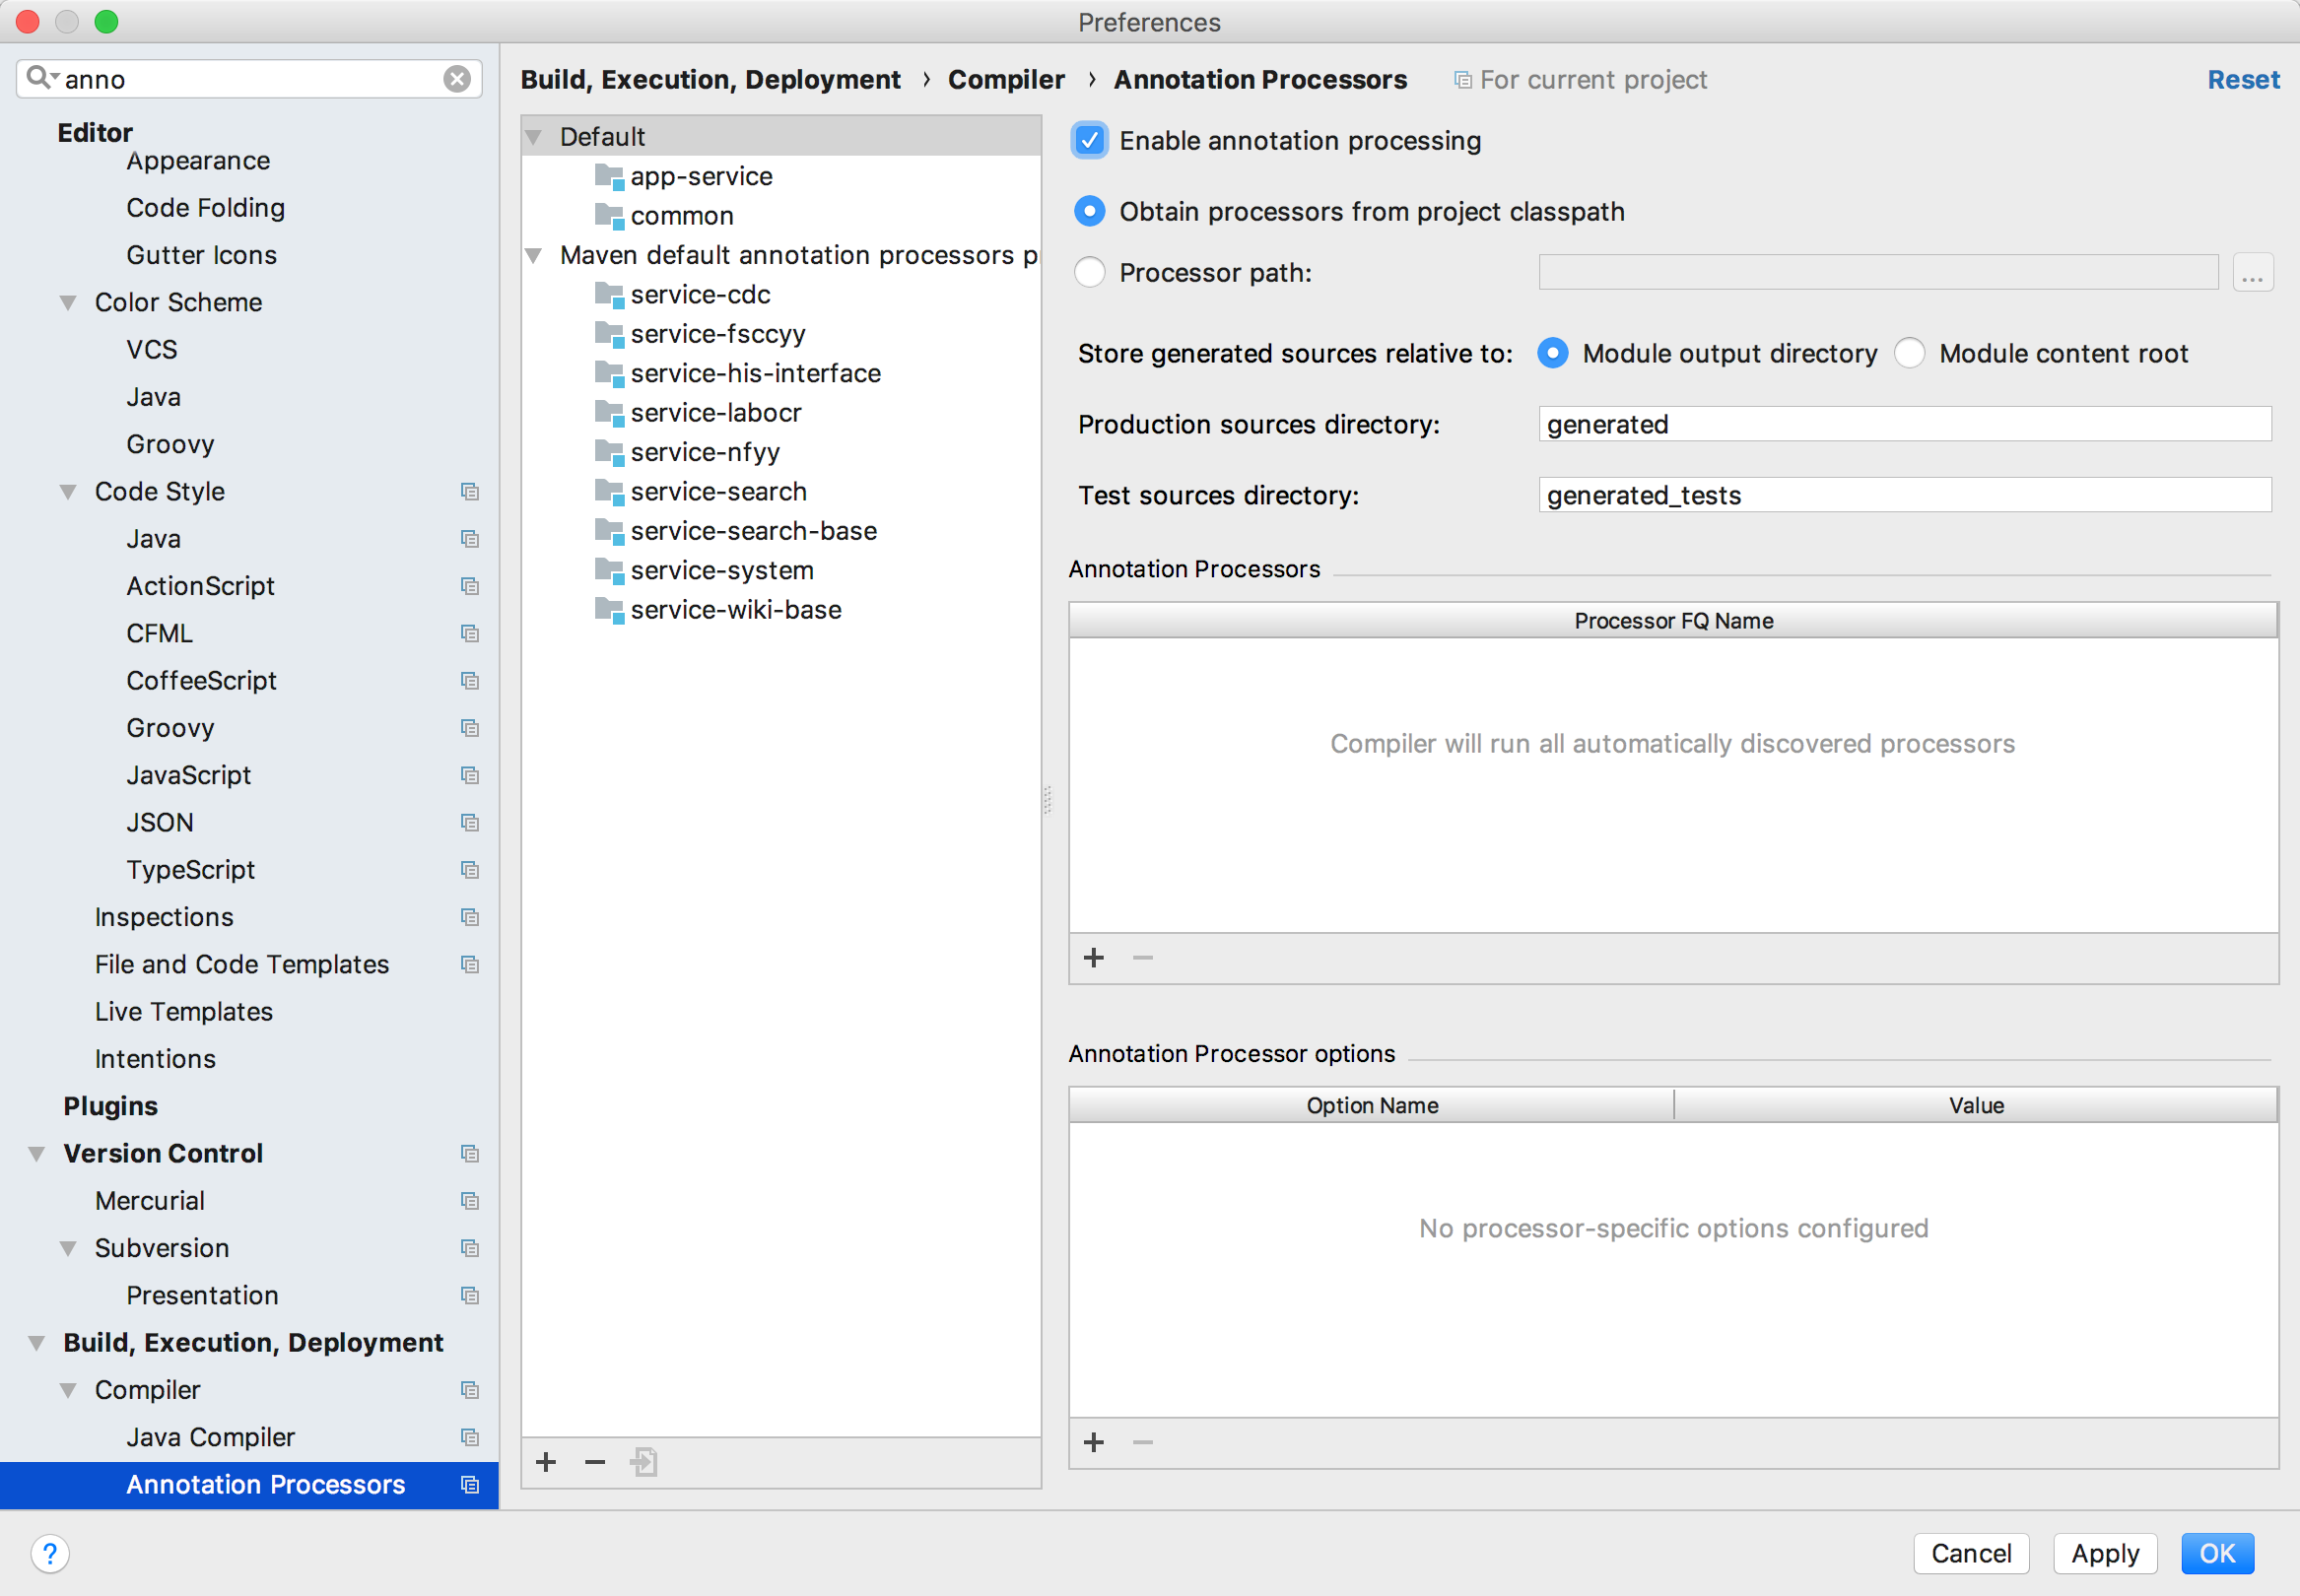 Preferences
anno
Editor
Appearance
Code Folding
Gutter Icons
Color Scheme
VCS
Java
Groovy
Code Style
Java
ActionScript
CFML
CoffeeScript
Groovy
JavaScript
JSON
TypeScript
Inspections
File and Code Templates
Live Templates
Intentions
Plugins
Version Control
Mercurial
Subversion
Presentation
Build, Execution, Deployment
Compiler
Java Compiler
Annotation Processors
Build, Execution, Deployment › Compiler › Annotation Processors For current project Reset
Default
app-service
common
Maven default annotation processors p
service-cdc
service-fsccyy
service-his-interface
service-labocr
service-nfyy
service-search
service-search-base
service-system
service-wiki-base
Enable annotation processing
Obtain processors from project classpath
Processor path: ...
Store generated sources relative to: Module output directory Module content root
Production sources directory: generated
Test sources directory: generated_tests
Annotation Processors
Processor FQ Name
Compiler will run all automatically discovered processors
Annotation Processor options
Option Name Value
No processor-specific options configured
? Cancel Apply OK